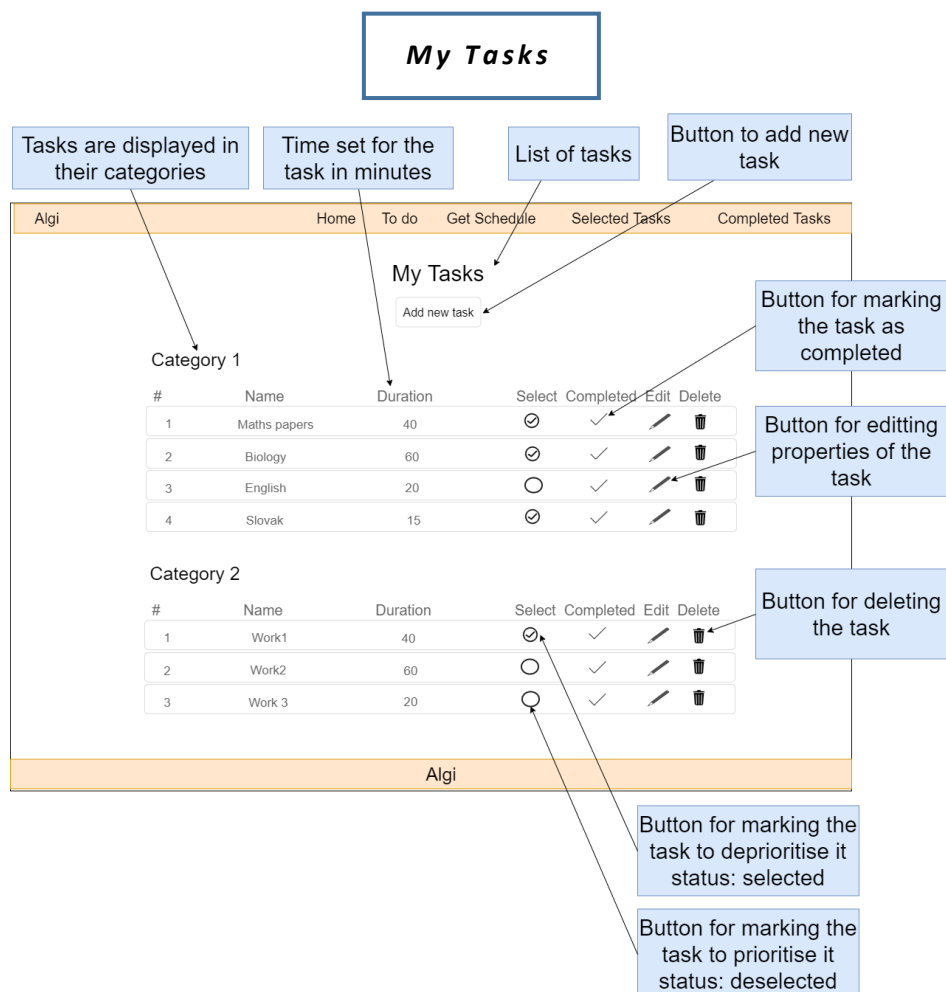 My Tasks
Tasks are displayed in
their categories
Time set for the
task in minutes
List of tasks
Button to add new
task
Algi Home To do Get Schedule Selected Tasks Completed Tasks
My Tasks
Add new task
Button for marking
the task as
completed
Category 1
# Name Duration Select Completed Edit Delete
1 Maths papers 40
2 Biology 60
3 English 20
4 Slovak 15
Button for editting
properties of the
task
Category 2
# Name Duration Select Completed Edit Delete
1 Work1 40
2 Work2 60
3 Work 3 20
Button for deleting
the task
Algi
Button for marking the
task to deprioritise it
status: selected
Button for marking the
task to prioritise it
status: deselected